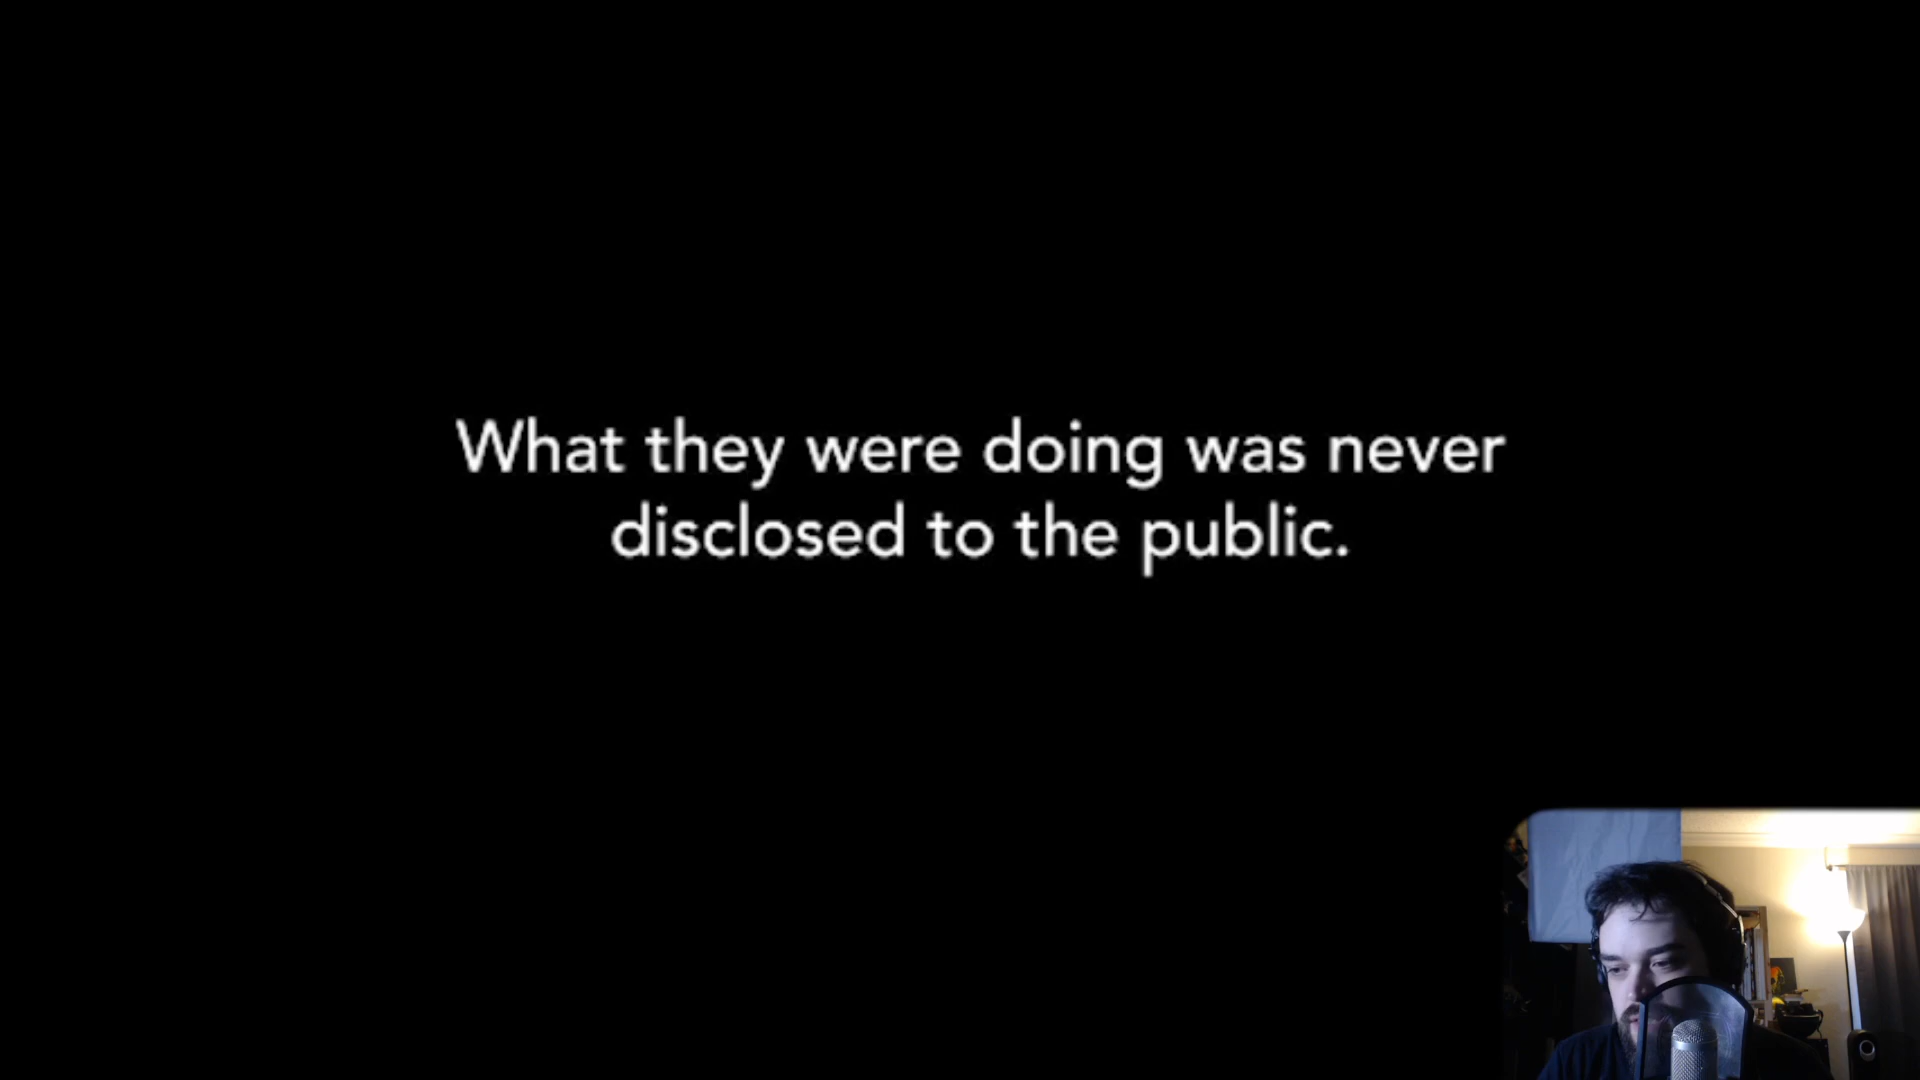 What they were doing was never
disclosed to the public.